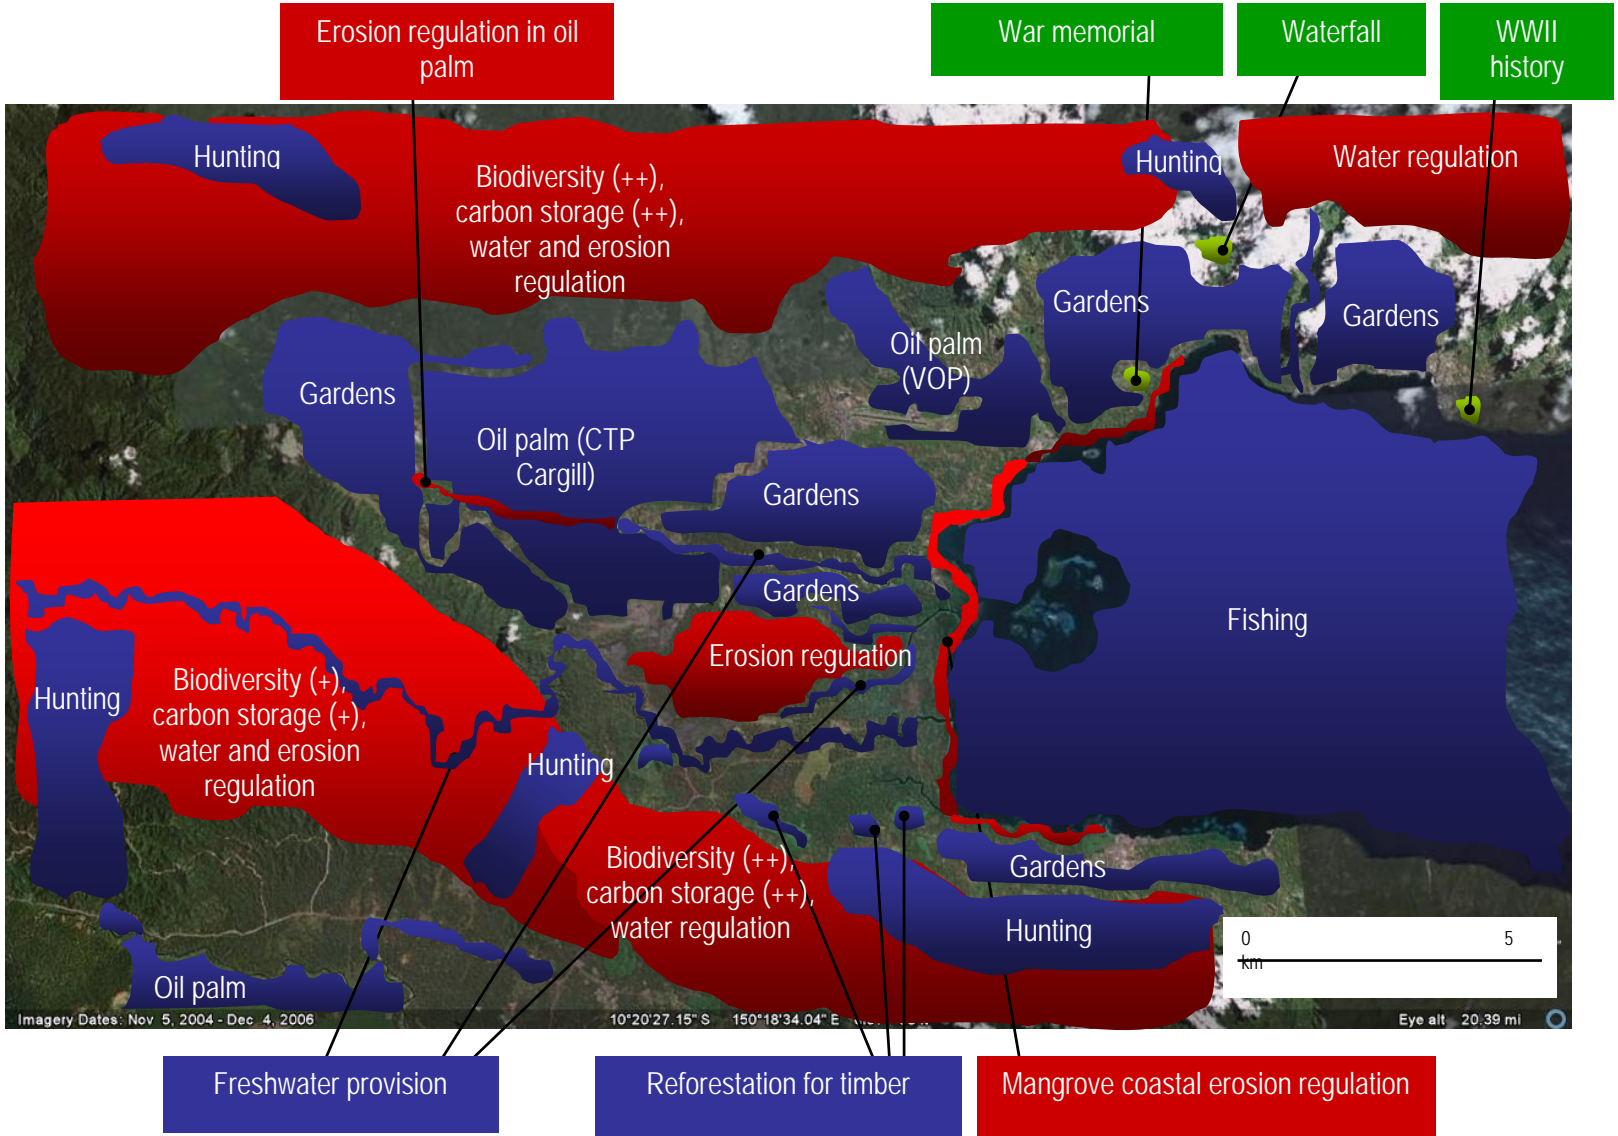 Erosion regulation in oil
palm
War memorial
Waterfall
WWII
history
Hunting
Biodiversity (++),
carbon storage (++),
water and erosion
regulation
Hunting
Water regulation
Gardens
Gardens
Oil palm
(VOP)
Gardens
Oil palm (CTP
Cargill)
Gardens
Gardens
Fishing
Erosion regulation
Hunting
Biodiversity (+),
carbon storage (+),
water and erosion
regulation
Hunting
Biodiversity (++),
carbon storage (++),
water regulation
Gardens
Hunting
Oil palm
0 5
km
Imagery Dates: Nov 5, 2004 - Dec 4, 2006
10°20'27.15" S 150°18'34.04" E
Eye alt 20.39 mi
Freshwater provision
Reforestation for timber
Mangrove coastal erosion regulation